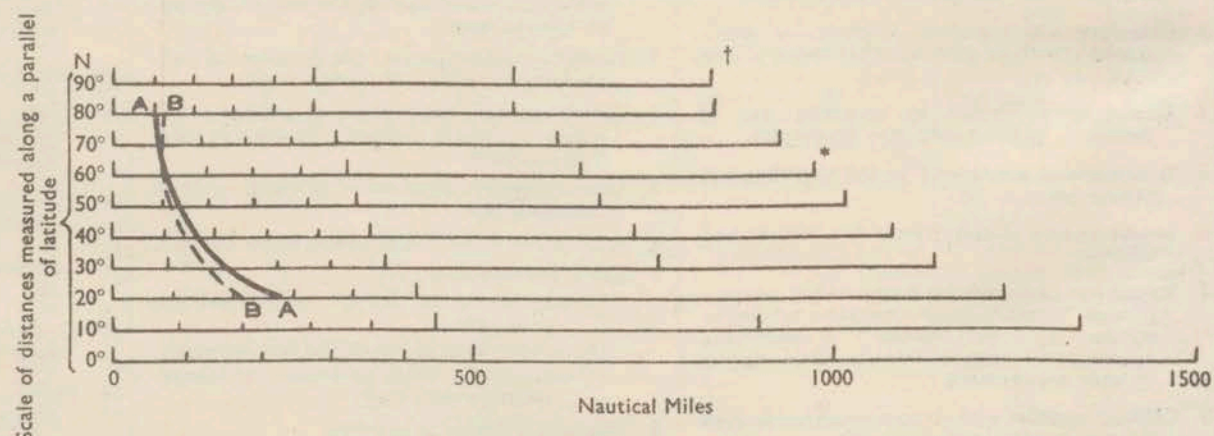 Scale of distances measured along a parallel
of latitude
N
†
90°
A B
80°
70°
*
60°
50°
40°
30°
20°
B A
10°
0°
0 500 1000 1500
Nautical Miles